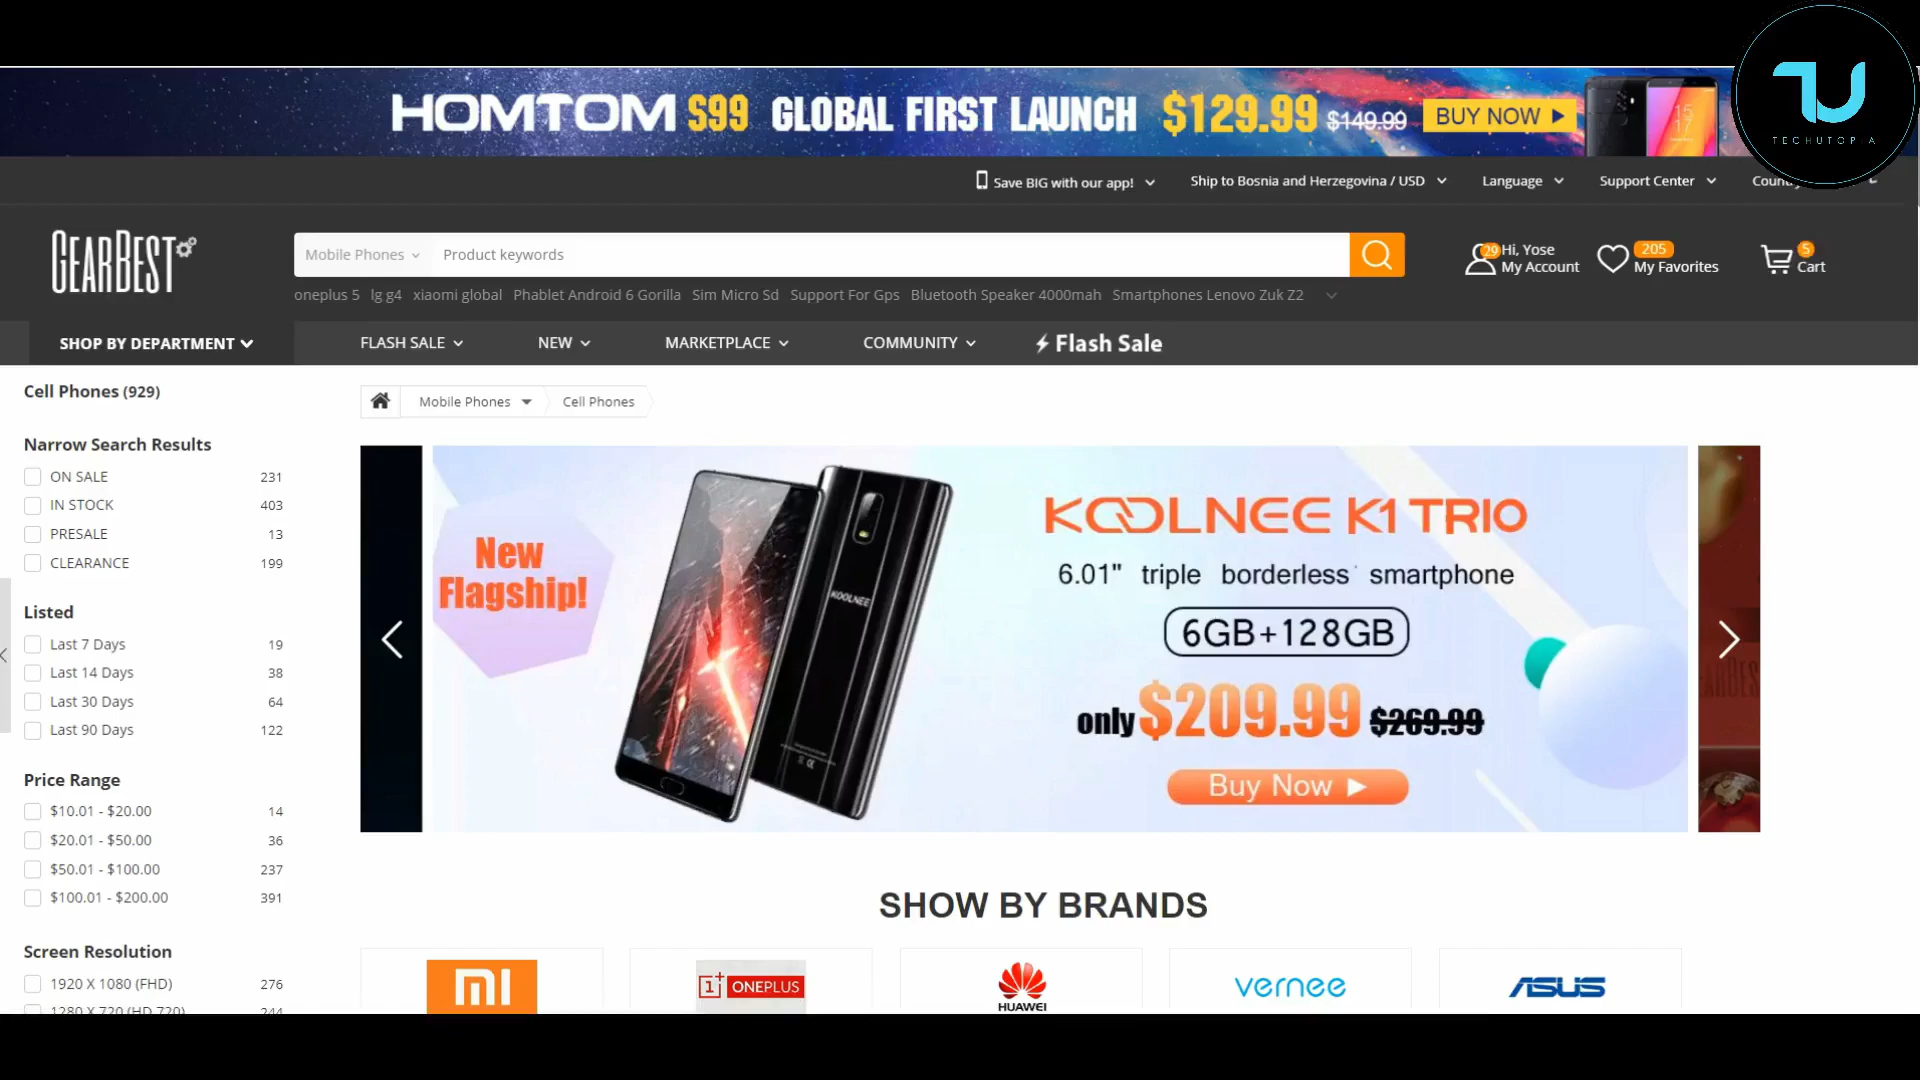 HOMTOM S99 GLOBAL FIRST LAUNCH $129.99 $149.99 BUY NOW
TECHUTOPIA
Save BIG with our app! Ship to Bosnia and Herzegovina / USD Language Support Center
GEARBEST
Mobile Phones Product keywords
29 Hi, Yose
My Account
205
My Favorites
5
Cart
oneplus 5 lg g4 xiaomi global Phablet Android 6 Gorilla Sim Micro Sd Support For Gps Bluetooth Speaker 4000mah Smartphones Lenovo Zuk Z2
SHOP BY DEPARTMENT FLASH SALE NEW MARKETPLACE COMMUNITY Flash Sale
Cell Phones (929)
Mobile Phones Cell Phones
Narrow Search Results
ON SALE 231
IN STOCK 403
PRESALE 13
CLEARANCE 199
Listed
Last 7 Days 19
Last 14 Days 38
Last 30 Days 64
Last 90 Days 122
Price Range
$10.01 - $20.00 14
$20.01 - $50.00 36
$50.01 - $100.00 237
$100.01 - $200.00 391
Screen Resolution
1920 X 1080 (FHD) 276
1280 X 720 (HD 720) 244
New
Flagship!
KOOLNEE
KOOLNEE K1 TRIO
6.01" triple borderless smartphone
6GB+128GB
only $209.99 $269.99
Buy Now
SHOW BY BRANDS
MI
1+ ONEPLUS
HUAWEI
vernee
ASUS